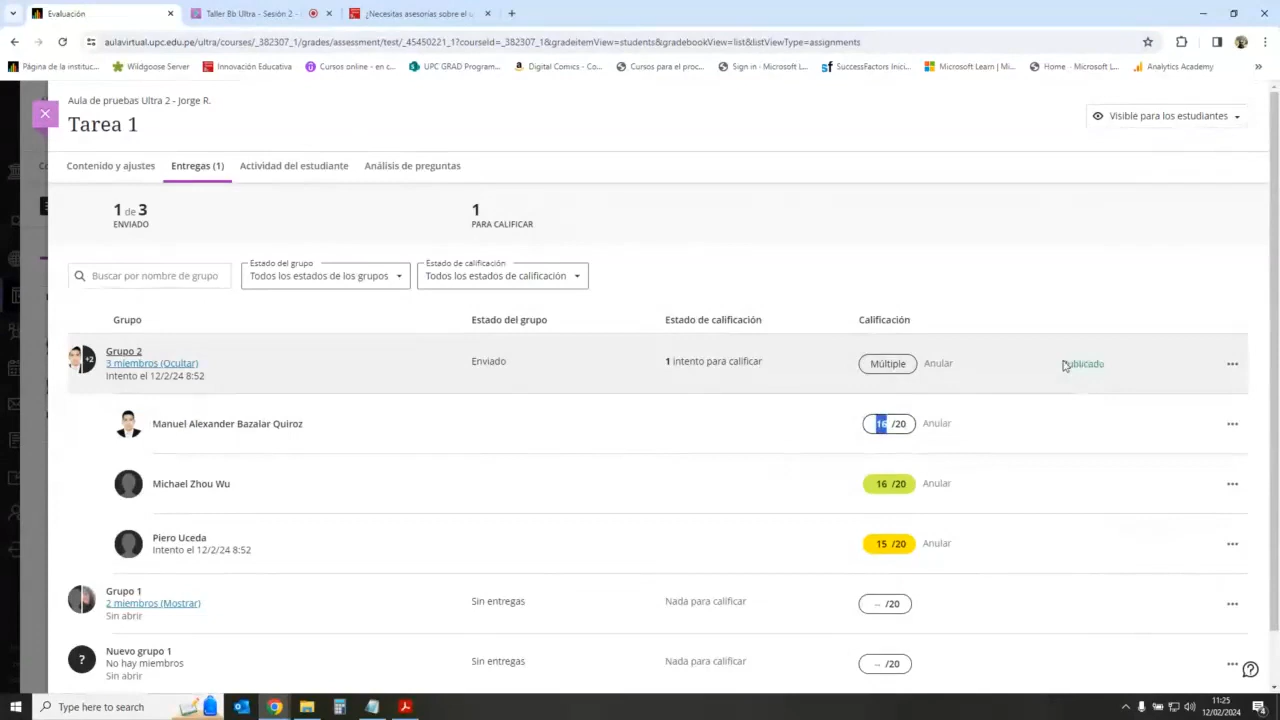 Evaluación
Taller Bb Ultra - Sesión 2 -
¿Necesitas asesorías sobre el u
aulavirtual.upc.edu.pe/ultra/courses/_382307_1/grades/assessment/test/_45450221_1?courseId=_382307_1&gradeitemView=students&gradebookView=list&listViewType=assignments
Página de la instituc...
Wildgoose Server
Innovación Educativa
Cursos online - en c...
UPC GRAD Program...
Digital Comics - Co...
Cursos para el proc...
Sign in - Microsoft L...
SuccessFactors Inici...
Microsoft Learn | Mi...
Home - Microsoft L...
Analytics Academy
Aula de pruebas Ultra 2 - Jorge R.
Tarea 1
Visible para los estudiantes
Contenido y ajustes
Entregas (1)
Actividad del estudiante
Análisis de preguntas
1 de 3
ENVIADO
1
PARA CALIFICAR
Buscar por nombre de grupo
Estado del grupo
Todos los estados de los grupos
Estado de calificación
Todos los estados de calificación
Grupo
Estado del grupo
Estado de calificación
Calificación
+2
Grupo 2
3 miembros (Ocultar)
Intento el 12/2/24 8:52
Enviado
1 intento para calificar
Múltiple
Anular
Publicado
Manuel Alexander Bazalar Quiroz
16 /20
Anular
Michael Zhou Wu
16 /20
Anular
Piero Uceda
Intento el 12/2/24 8:52
15 /20
Anular
Grupo 1
2 miembros (Mostrar)
Sin abrir
Sin entregas
Nada para calificar
-- /20
?
Nuevo grupo 1
No hay miembros
Sin abrir
Sin entregas
Nada para calificar
-- /20
Type here to search
11:25
12/02/2024